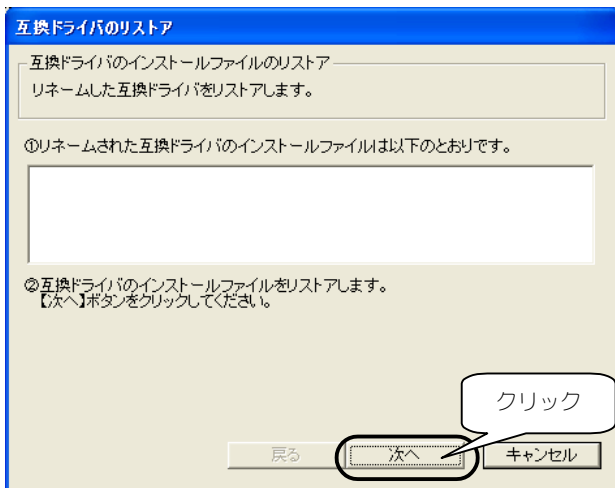 互換ドライバのリストア
互換ドライバのインストールファイルのリストア
リネームした互換ドライバをリストアします。
①リネームされた互換ドライバのインストールファイルは以下のとおりです。
②互換ドライバのインストールファイルをリストアします。
【次へ】ボタンをクリックしてください。
クリック
戻る
次へ
キャンセル